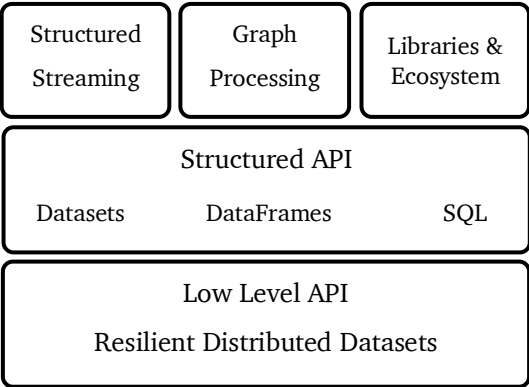 Structured
Streaming
Graph
Processing
Libraries &
Ecosystem
Structured API
Datasets DataFrames SQL
Low Level API
Resilient Distributed Datasets